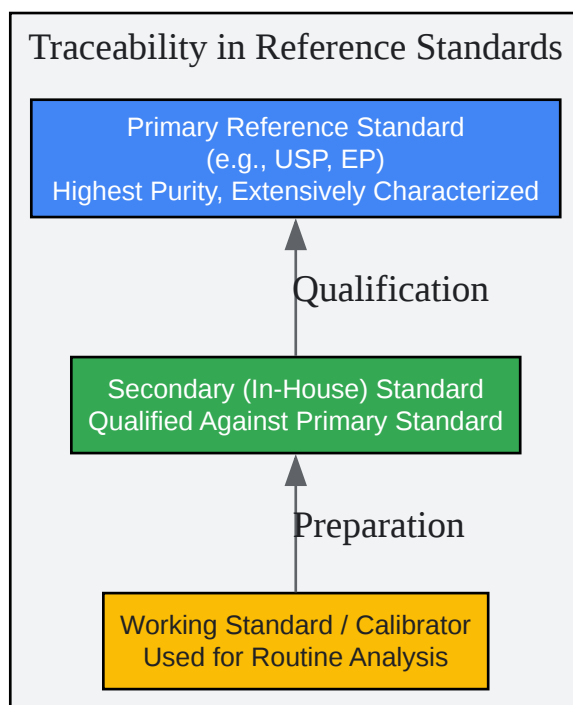 Traceability in Reference Standards
Primary Reference Standard
(e.g., USP, EP)
Highest Purity, Extensively Characterized
Qualification
Secondary (In-House) Standard
Qualified Against Primary Standard
Preparation
Working Standard / Calibrator
Used for Routine Analysis